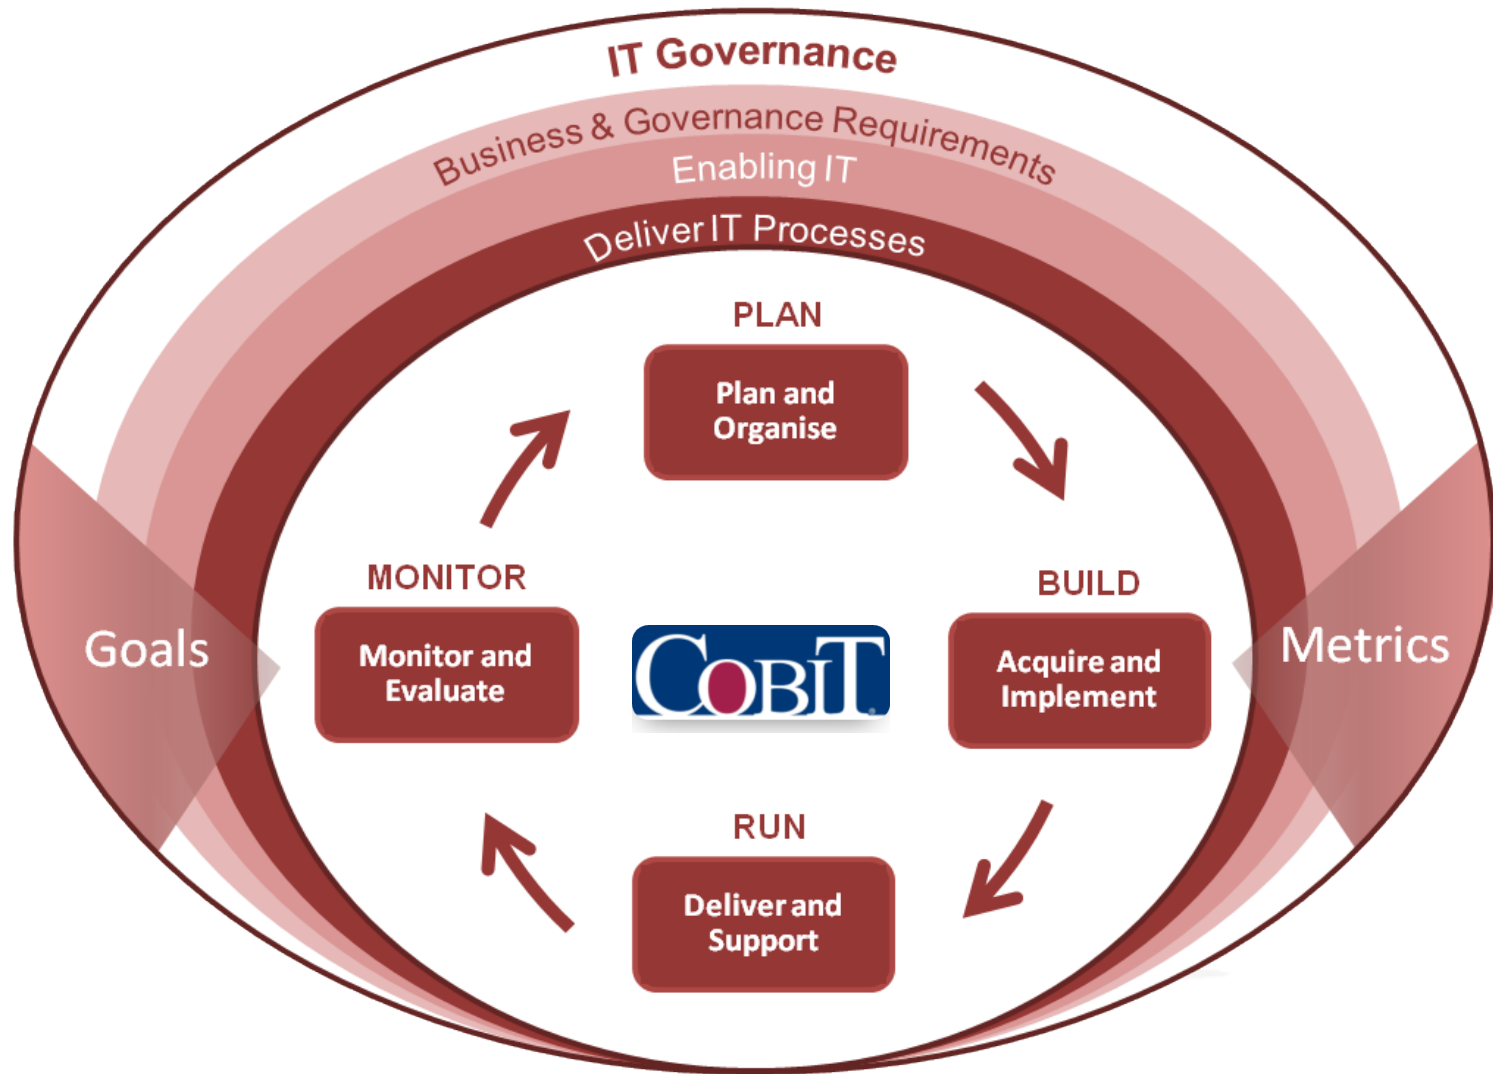 IT Governance
Business & Governance Requirements
Enabling IT
Deliver IT Processes
PLAN
Plan and
Organise
MONITOR
Monitor and
Evaluate
BUILD
Acquire and
Implement
Goals
COBIT
Metrics
RUN
Deliver and
Support